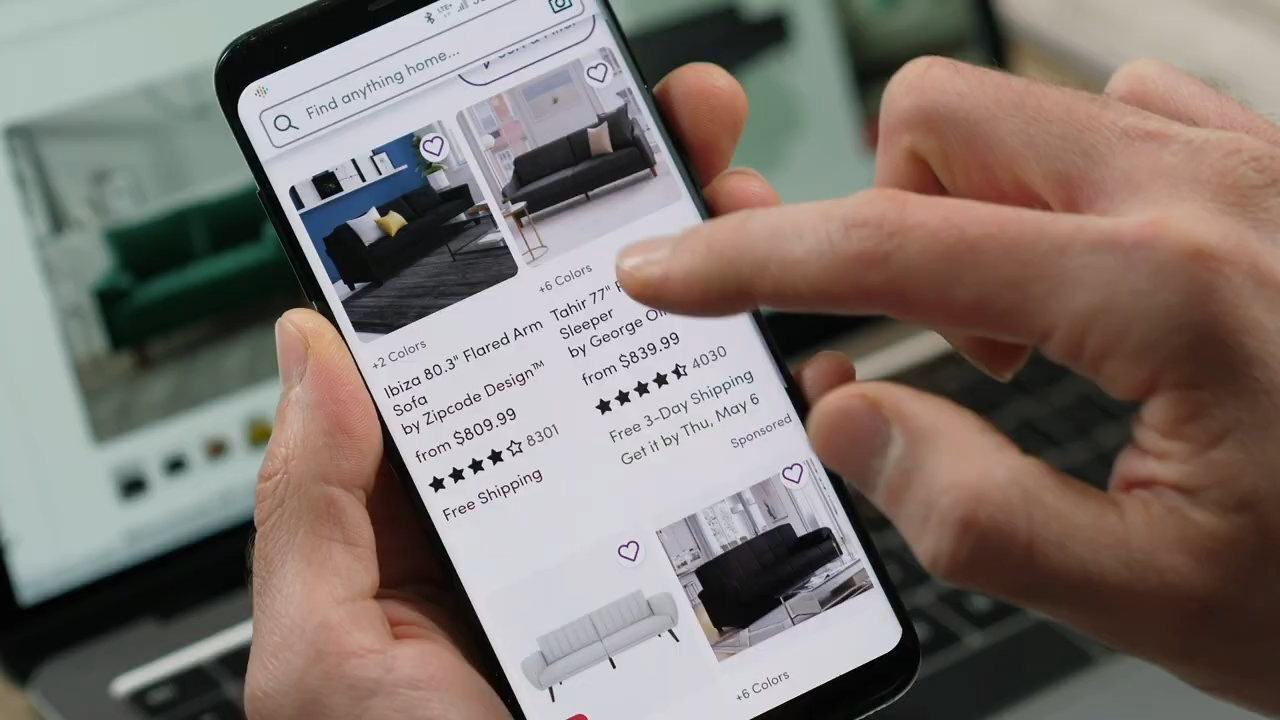 LTE+
Find anything home...
+2 Colors
Ibiza 80.3" Flared Arm
Sofa
by Zipcode Design™
from $809.99
8301
Free Shipping
+6 Colors
Tahir 77"
Sleeper
by George
from $839.99
4030
Free 3-Day Shipping
Get it by Thu, May 6
Sponsored
+6 Colors